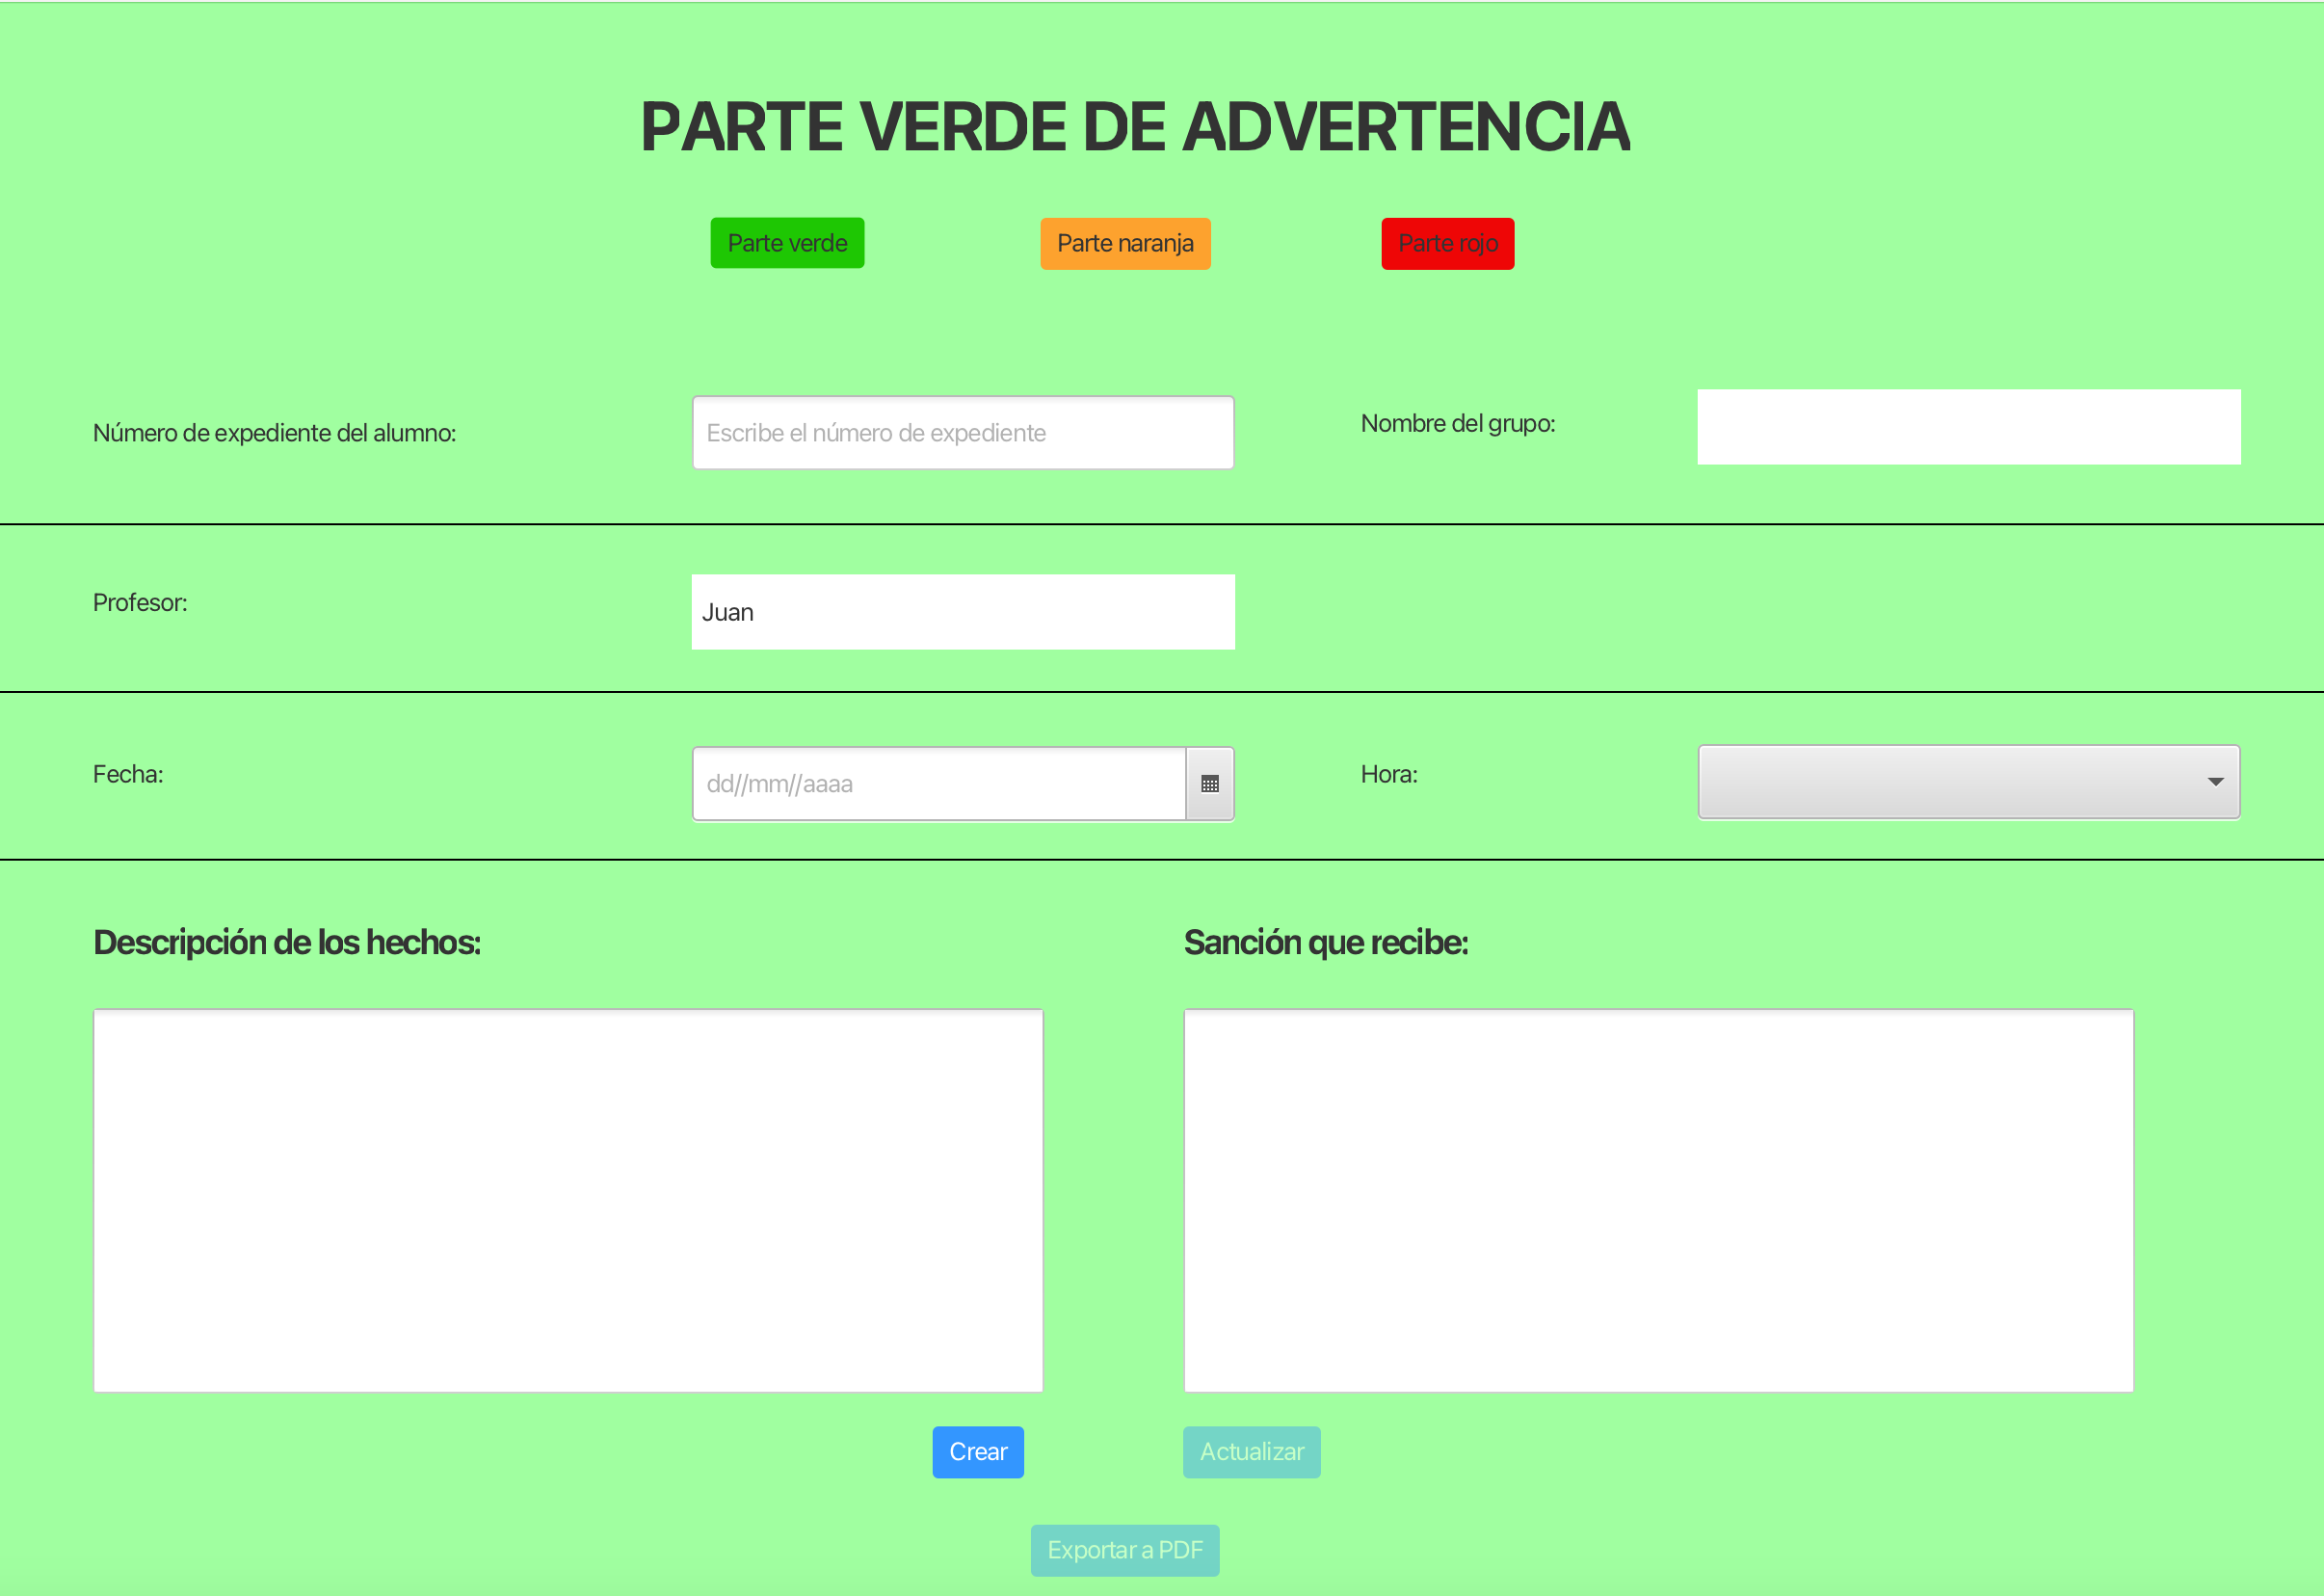 PARTE VERDE DE ADVERTENCIA
Parte verde Parte naranja Parte rojo
Número de expediente del alumno: Escribe el número de expediente Nombre del grupo:
Profesor: Juan
Fecha: dd//mm//aaaa Hora:
Descripción de los hechos: Sanción que recibe:
Crear Actualizar
Exportar a PDF